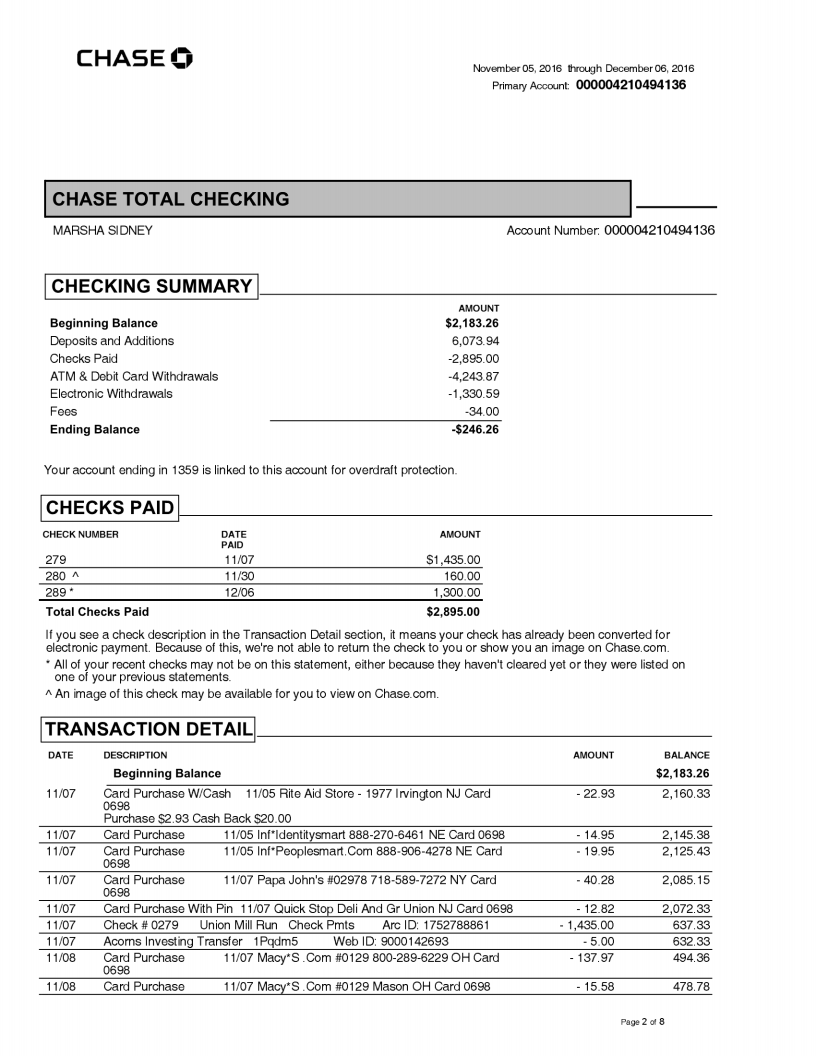 CHASE
November 05, 2016 through December 06, 2016
Primary Account: 000004210494136
CHASE TOTAL CHECKING
MARSHA SIDNEY Account Number: 000004210494136
CHECKING SUMMARY
AMOUNT
Beginning Balance $2,183.26
Deposits and Additions 6,073.94
Checks Paid -2,895.00
ATM & Debit Card Withdrawals -4,243.87
Electronic Withdrawals -1,330.59
Fees -34.00
Ending Balance -$246.26
Your account ending in 1359 is linked to this account for overdraft protection.
CHECKS PAID
CHECK NUMBER DATE AMOUNT
PAID
279 11/07 $1,435.00
280 ^ 11/30 160.00
289 * 12/06 1,300.00
Total Checks Paid $2,895.00
If you see a check description in the Transaction Detail section, it means your check has already been converted for
electronic payment. Because of this, we're not able to return the check to you or show you an image on Chase.com.
* All of your recent checks may not be on this statement, either because they haven't cleared yet or they were listed on
one of your previous statements.
^ An image of this check may be available for you to view on Chase.com.
TRANSACTION DETAIL
DATE DESCRIPTION AMOUNT BALANCE
Beginning Balance $2,183.26
11/07 Card Purchase W/Cash 11/05 Rite Aid Store - 1977 Irvington NJ Card - 22.93 2,160.33
0698
Purchase $2.93 Cash Back $20.00
11/07 Card Purchase 11/05 Inf*Identitysmart 888-270-6461 NE Card 0698 - 14.95 2,145.38
11/07 Card Purchase 11/05 Inf*Peoplesmart.Com 888-906-4278 NE Card - 19.95 2,125.43
0698
11/07 Card Purchase 11/07 Papa John's #02978 718-589-7272 NY Card - 40.28 2,085.15
0698
11/07 Card Purchase With Pin 11/07 Quick Stop Deli And Gr Union NJ Card 0698 - 12.82 2,072.33
11/07 Check # 0279 Union Mill Run Check Pmts Arc ID: 1752788861 - 1,435.00 637.33
11/07 Acorns Investing Transfer 1Pqdm5 Web ID: 9000142693 - 5.00 632.33
11/08 Card Purchase 11/07 Macy*S .Com #0129 800-289-6229 OH Card - 137.97 494.36
0698
11/08 Card Purchase 11/07 Macy*S .Com #0129 Mason OH Card 0698 - 15.58 478.78
Page 2 of 8